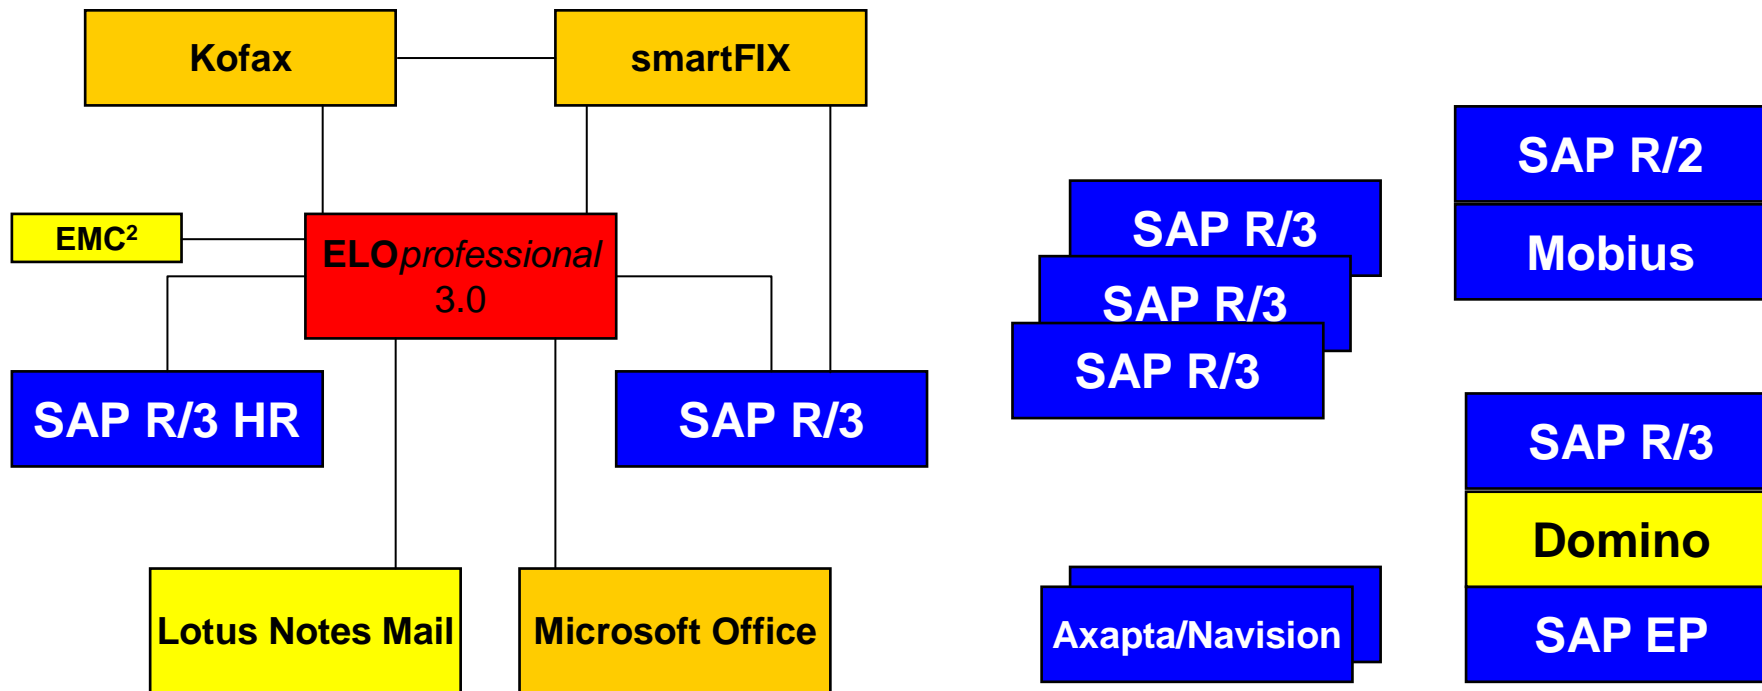 Kofax
smartFIX
EMC²
ELOprofessional
3.0
SAP R/3 HR
SAP R/3
Lotus Notes Mail
Microsoft Office
SAP R/3
SAP R/3
SAP R/3
Axapta/Navision
SAP R/2
Mobius
SAP R/3
Domino
SAP EP